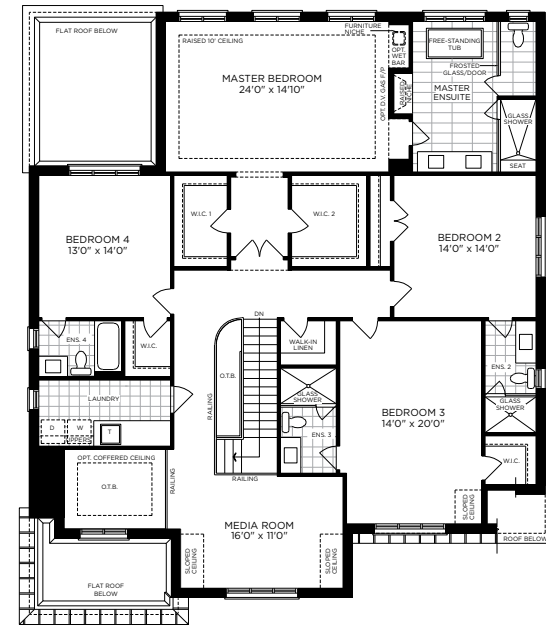 FLAT ROOF BELOW
RAISED 10' CEILING
FURNITURE
NICHE
OPT.
WET
BAR
FREE-STANDING
TUB
FROSTED
GLASS/DOOR
MASTER BEDROOM
24'0" x 14'10"
OPT. D.V. GAS F/P
RAISED
NICHE
MASTER
ENSUITE
GLASS
SHOWER
SEAT
W.I.C. 1
W.I.C. 2
BEDROOM 4
13'0" x 14'0"
BEDROOM 2
14'0" x 14'0"
DN
ENS. 4
W.I.C.
WALK-IN
LINEN
ENS. 2
O.T.B.
RAILING
GLASS
SHOWER
GLASS
SHOWER
LAUNDRY
BEDROOM 3
14'0" x 20'0"
D
W
T
UPPERS
ENS. 3
OPT. COFFERED CEILING
W.I.C.
O.T.B.
RAILING
RAILING
SLOPED
CEILING
MEDIA ROOM
16'0" x 11'0"
ROOF BELOW
SLOPED
CEILING
SLOPED
CEILING
FLAT ROOF
BELOW